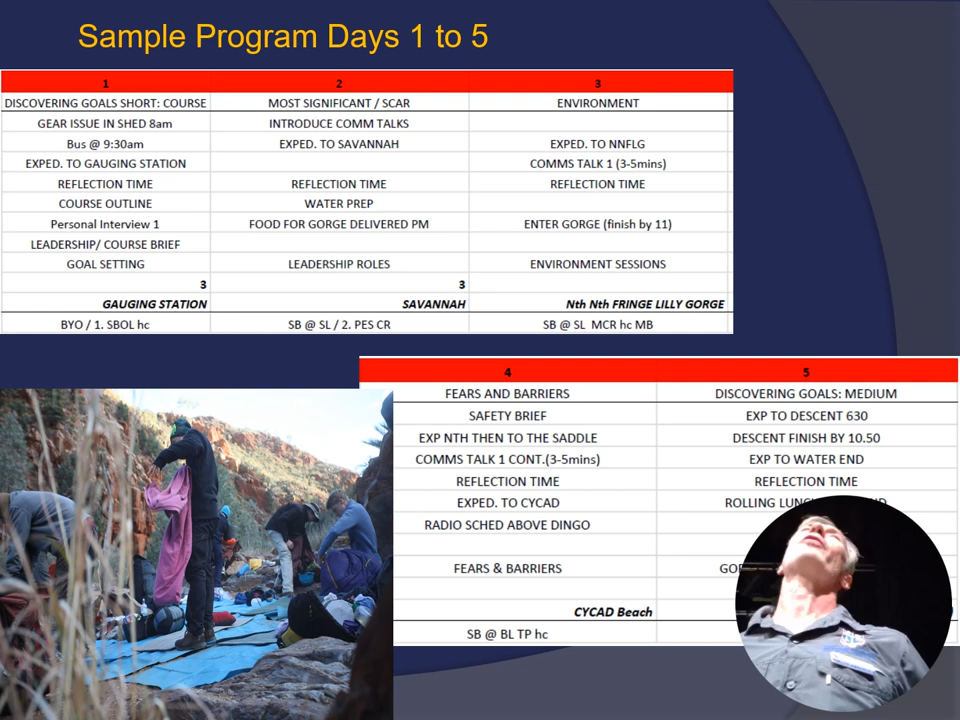 Sample Program Days 1 to 5
1 2 3
DISCOVERING GOALS SHORT: COURSE MOST SIGNIFICANT / SCAR ENVIRONMENT
GEAR ISSUE IN SHED 8am INTRODUCE COMM TALKS
Bus @ 9:30am EXPED. TO SAVANNAH EXPED. TO NNFLG
EXPED. TO GAUGING STATION COMMS TALK 1 (3-5mins)
REFLECTION TIME REFLECTION TIME REFLECTION TIME
COURSE OUTLINE WATER PREP
Personal Interview 1 FOOD FOR GORGE DELIVERED PM ENTER GORGE (finish by 11)
LEADERSHIP/ COURSE BRIEF
GOAL SETTING LEADERSHIP ROLES ENVIRONMENT SESSIONS
3 3
GAUGING STATION SAVANNAH Nth Nth FRINGE LILLY GORGE
BYO / 1. SBOL hc SB @ SL / 2. PES CR SB @ SL MCR hc MB
4 5
FEARS AND BARRIERS DISCOVERING GOALS: MEDIUM
SAFETY BRIEF EXP TO DESCENT 630
EXP NTH THEN TO THE SADDLE DESCENT FINISH BY 10.50
COMMS TALK 1 CONT.(3-5mins) EXP TO WATER END
REFLECTION TIME REFLECTION TIME
EXPED. TO CYCAD ROLLING
RADIO SCHED ABOVE DINGO
FEARS & BARRIERS
CYCAD Beach
SB @ BL TP hc